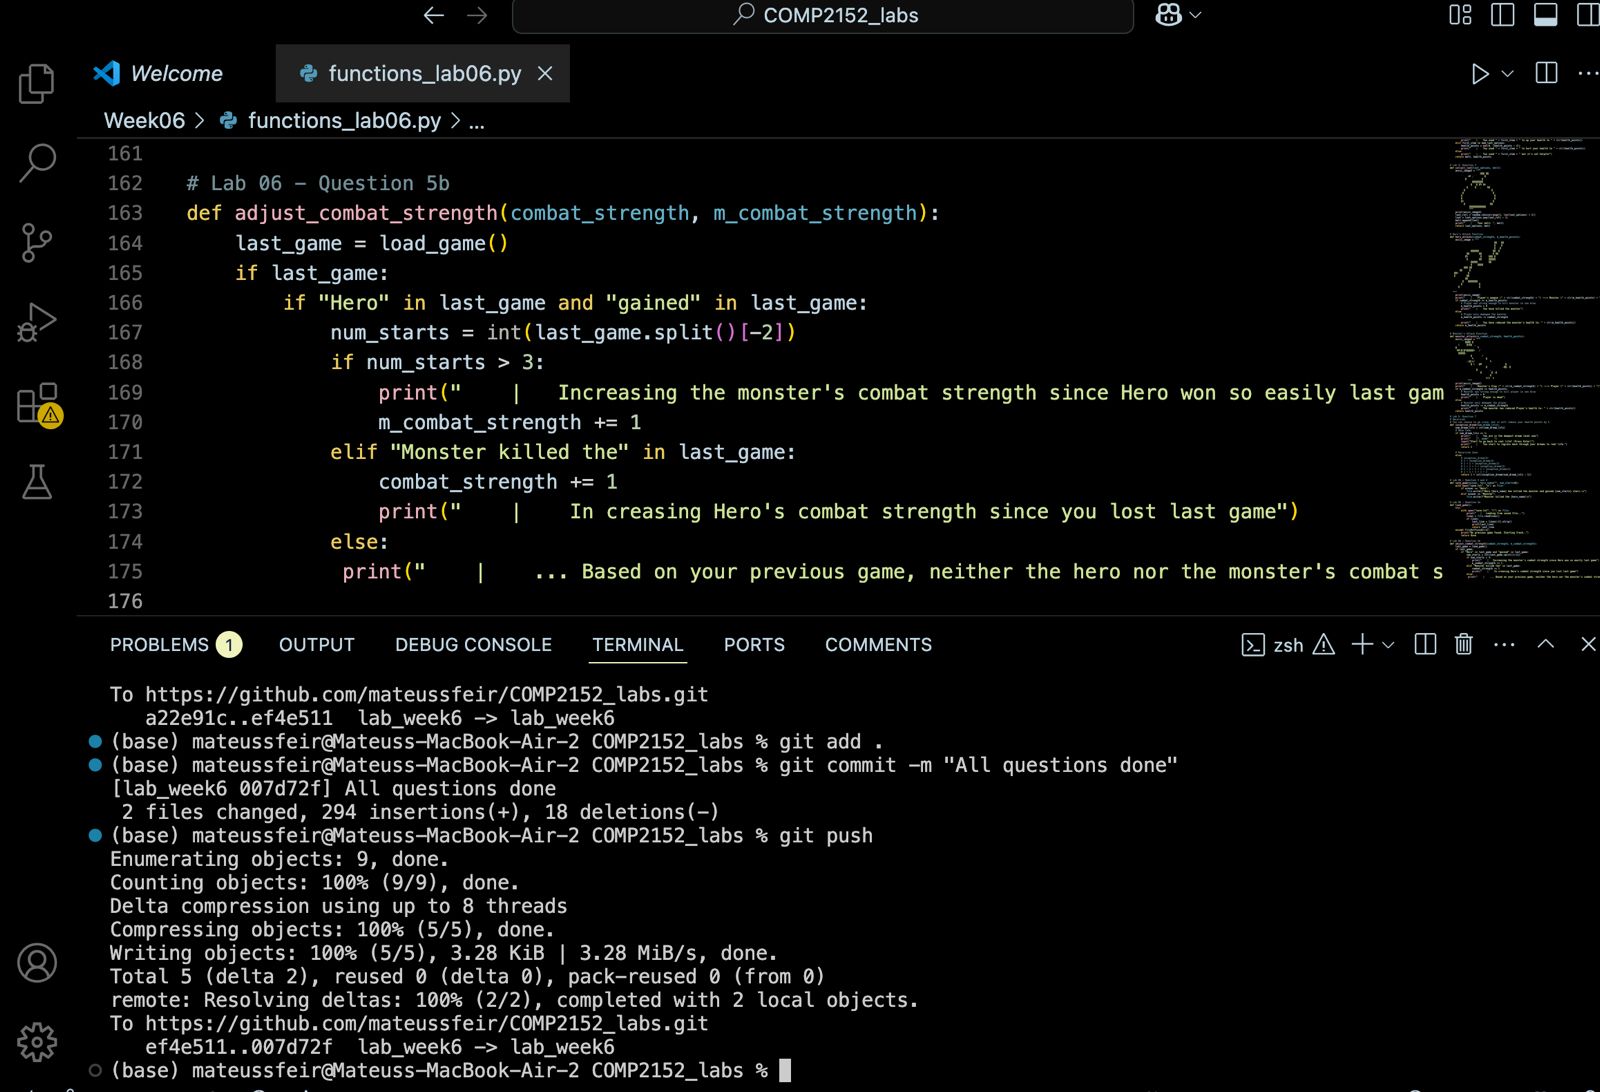 COMP2152_labs
Welcome
functions_lab06.py
Week06 > functions_lab06.py > ...
161
162 # Lab 06 - Question 5b
163 def adjust_combat_strength(combat_strength, m_combat_strength):
164 last_game = load_game()
165 if last_game:
166 if "Hero" in last_game and "gained" in last_game:
167 num_starts = int(last_game.split()[-2])
168 if num_starts > 3:
169 print("    |   Increasing the monster's combat strength since Hero won so easily last gam
170 m_combat_strength += 1
171 elif "Monster killed the" in last_game:
172 combat_strength += 1
173 print("    |    In creasing Hero's combat strength since you lost last game")
174 else:
175 print("    |    ... Based on your previous game, neither the hero nor the monster's combat s
176
PROBLEMS 1 OUTPUT DEBUG CONSOLE TERMINAL PORTS COMMENTS zsh
To https://github.com/mateussfeir/COMP2152_labs.git
a22e91c..ef4e511  lab_week6 -> lab_week6
(base) mateussfeir@Mateuss-MacBook-Air-2 COMP2152_labs % git add .
(base) mateussfeir@Mateuss-MacBook-Air-2 COMP2152_labs % git commit -m "All questions done"
[lab_week6 007d72f] All questions done
2 files changed, 294 insertions(+), 18 deletions(-)
(base) mateussfeir@Mateuss-MacBook-Air-2 COMP2152_labs % git push
Enumerating objects: 9, done.
Counting objects: 100% (9/9), done.
Delta compression using up to 8 threads
Compressing objects: 100% (5/5), done.
Writing objects: 100% (5/5), 3.28 KiB | 3.28 MiB/s, done.
Total 5 (delta 2), reused 0 (delta 0), pack-reused 0 (from 0)
remote: Resolving deltas: 100% (2/2), completed with 2 local objects.
To https://github.com/mateussfeir/COMP2152_labs.git
ef4e511..007d72f  lab_week6 -> lab_week6
(base) mateussfeir@Mateuss-MacBook-Air-2 COMP2152_labs %